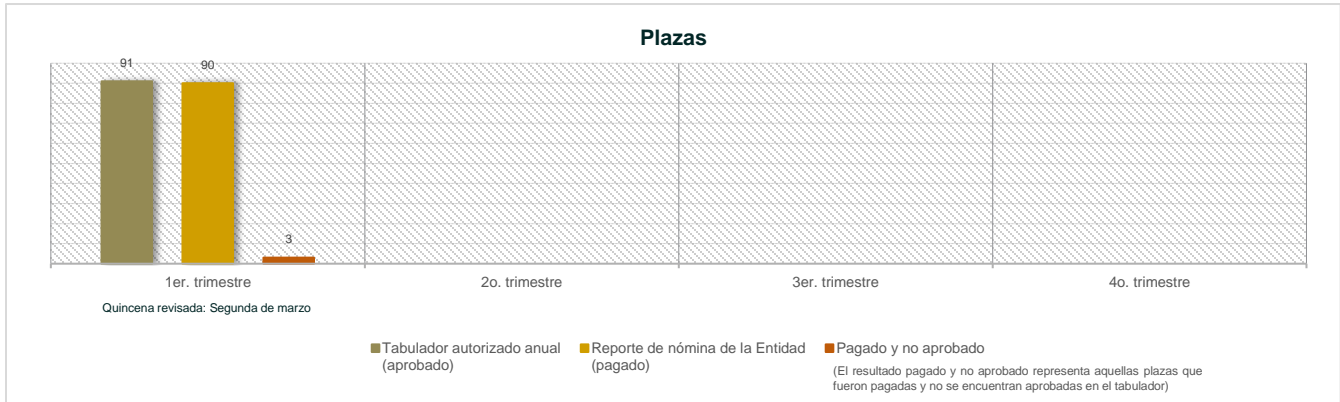 Plazas
91
90
3
1er. trimestre
2o. trimestre
3er. trimestre
4o. trimestre
Quincena revisada: Segunda de marzo
Tabulador autorizado anual
(aprobado)
Reporte de nómina de la Entidad
(pagado)
Pagado y no aprobado
(El resultado pagado y no aprobado representa aquellas plazas que
fueron pagadas y no se encuentran aprobadas en el tabulador)